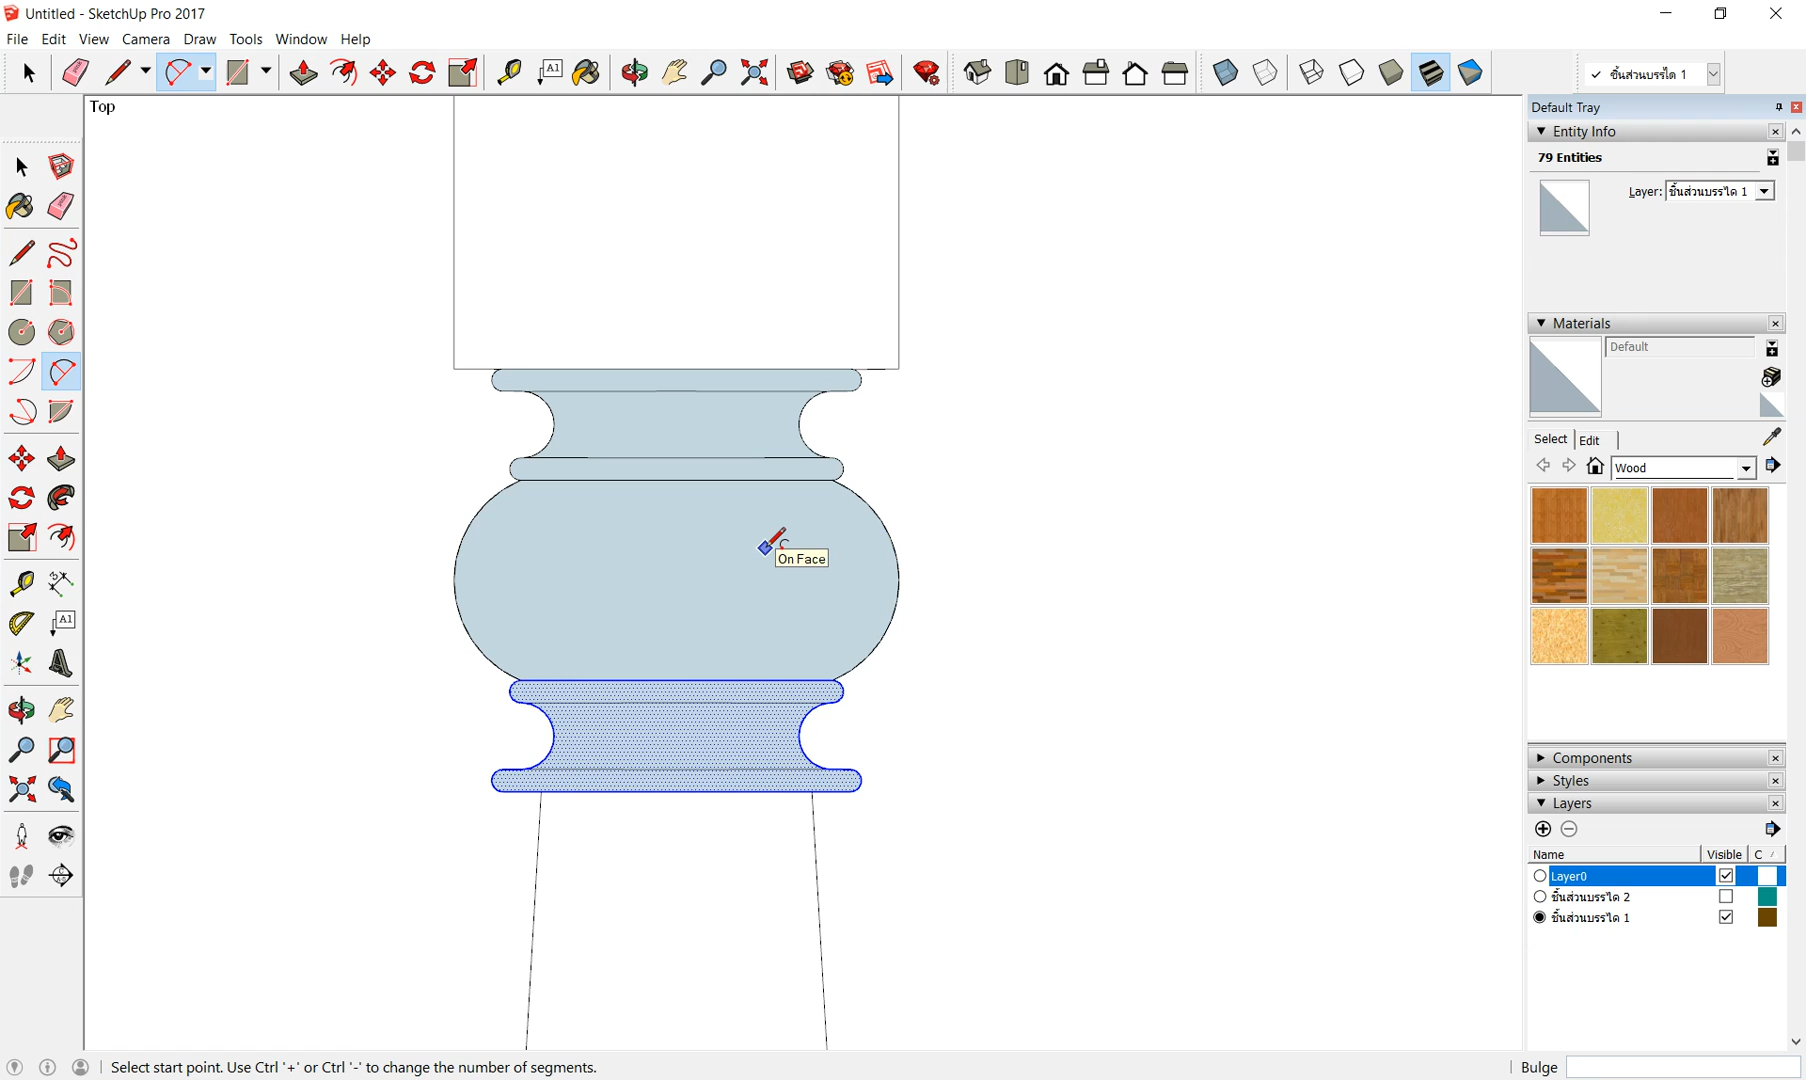 Untitled - SketchUp Pro 2017
File Edit View Camera Draw Tools Window Help
A1
✓ ชิ้นส่วนบรรได 1
Top
Default Tray
Entity Info
79 Entities
Layer: ชิ้นส่วนบรรได 1
Materials
Default
Select Edit
Wood
On Face
A1
Components
Styles
Layers
Name Visible C
Layer0
ชิ้นส่วนบรรได 2
ชิ้นส่วนบรรได 1
Select start point. Use Ctrl '+' or Ctrl '-' to change the number of segments.
Bulge